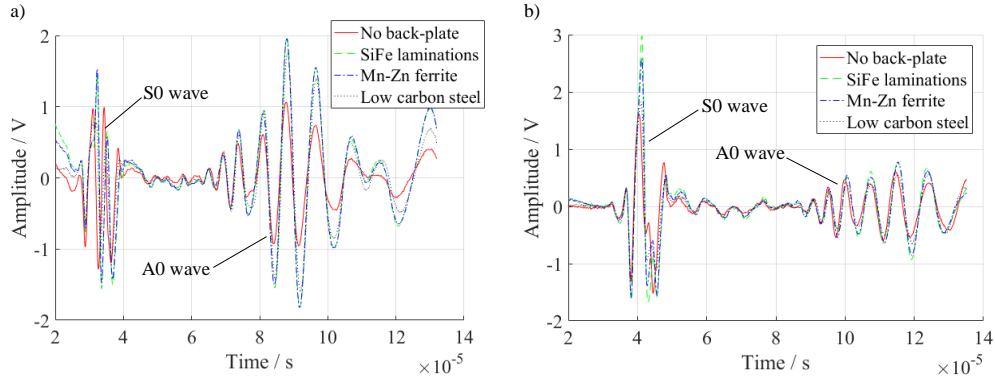 a)
No back-plate
SiFe laminations
Mn-Zn ferrite
Low carbon steel
S0 wave
A0 wave
Amplitude / V
2
1
0
-1
-2
2 4 6 8 10 12 14
Time / s
×10⁻⁵
b)
No back-plate
SiFe laminations
Mn-Zn ferrite
Low carbon steel
S0 wave
A0 wave
Amplitude / V
3
2
1
0
-1
-2
2 4 6 8 10 12 14
Time / s
×10⁻⁵